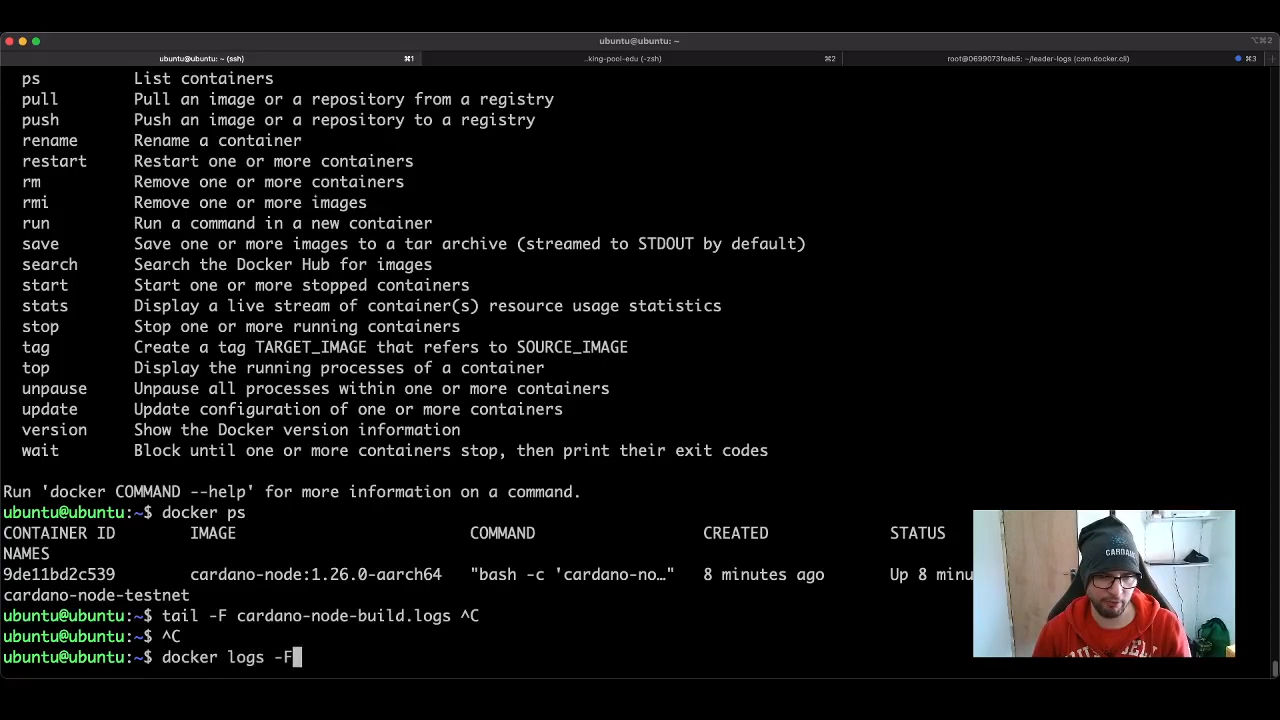 ubuntu@ubuntu: ~
⌥⌘2
ubuntu@ubuntu: ~ (ssh) ⌘1 ..king-pool-edu (-zsh) ⌘2 root@0699073feab5: ~/leader-logs (com.docker.cli) ⌘3
ps List containers
pull Pull an image or a repository from a registry
push Push an image or a repository to a registry
rename Rename a container
restart Restart one or more containers
rm Remove one or more containers
rmi Remove one or more images
run Run a command in a new container
save Save one or more images to a tar archive (streamed to STDOUT by default)
search Search the Docker Hub for images
start Start one or more stopped containers
stats Display a live stream of container(s) resource usage statistics
stop Stop one or more running containers
tag Create a tag TARGET_IMAGE that refers to SOURCE_IMAGE
top Display the running processes of a container
unpause Unpause all processes within one or more containers
update Update configuration of one or more containers
version Show the Docker version information
wait Block until one or more containers stop, then print their exit codes
Run 'docker COMMAND --help' for more information on a command.
ubuntu@ubuntu:~$ docker ps
CONTAINER ID IMAGE COMMAND CREATED STATUS
NAMES
9de11bd2c539 cardano-node:1.26.0-aarch64 "bash -c 'cardano-no…" 8 minutes ago Up 8 minu
cardano-node-testnet
ubuntu@ubuntu:~$ tail -F cardano-node-build.logs ^C
ubuntu@ubuntu:~$ ^C
ubuntu@ubuntu:~$ docker logs -F